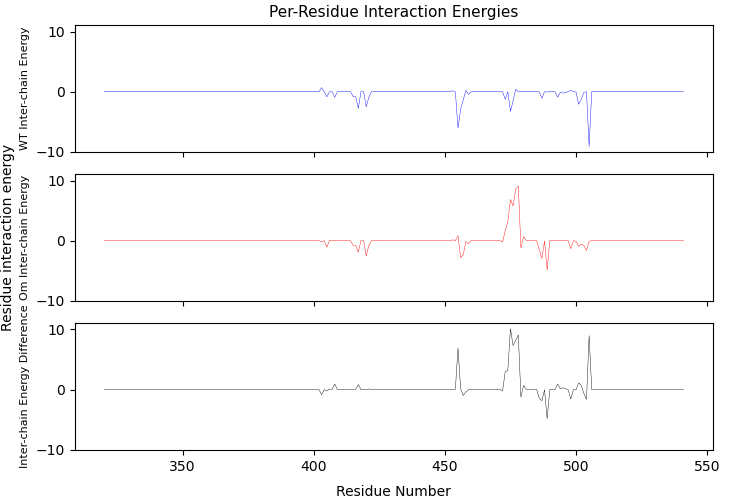 Per-Residue Interaction Energies
Residue interaction energy
WT Inter-chain Energy
10
0
−10
Om Inter-chain Energy
10
0
−10
Inter-chain Energy Difference
10
0
−10
350
400
450
500
550
Residue Number